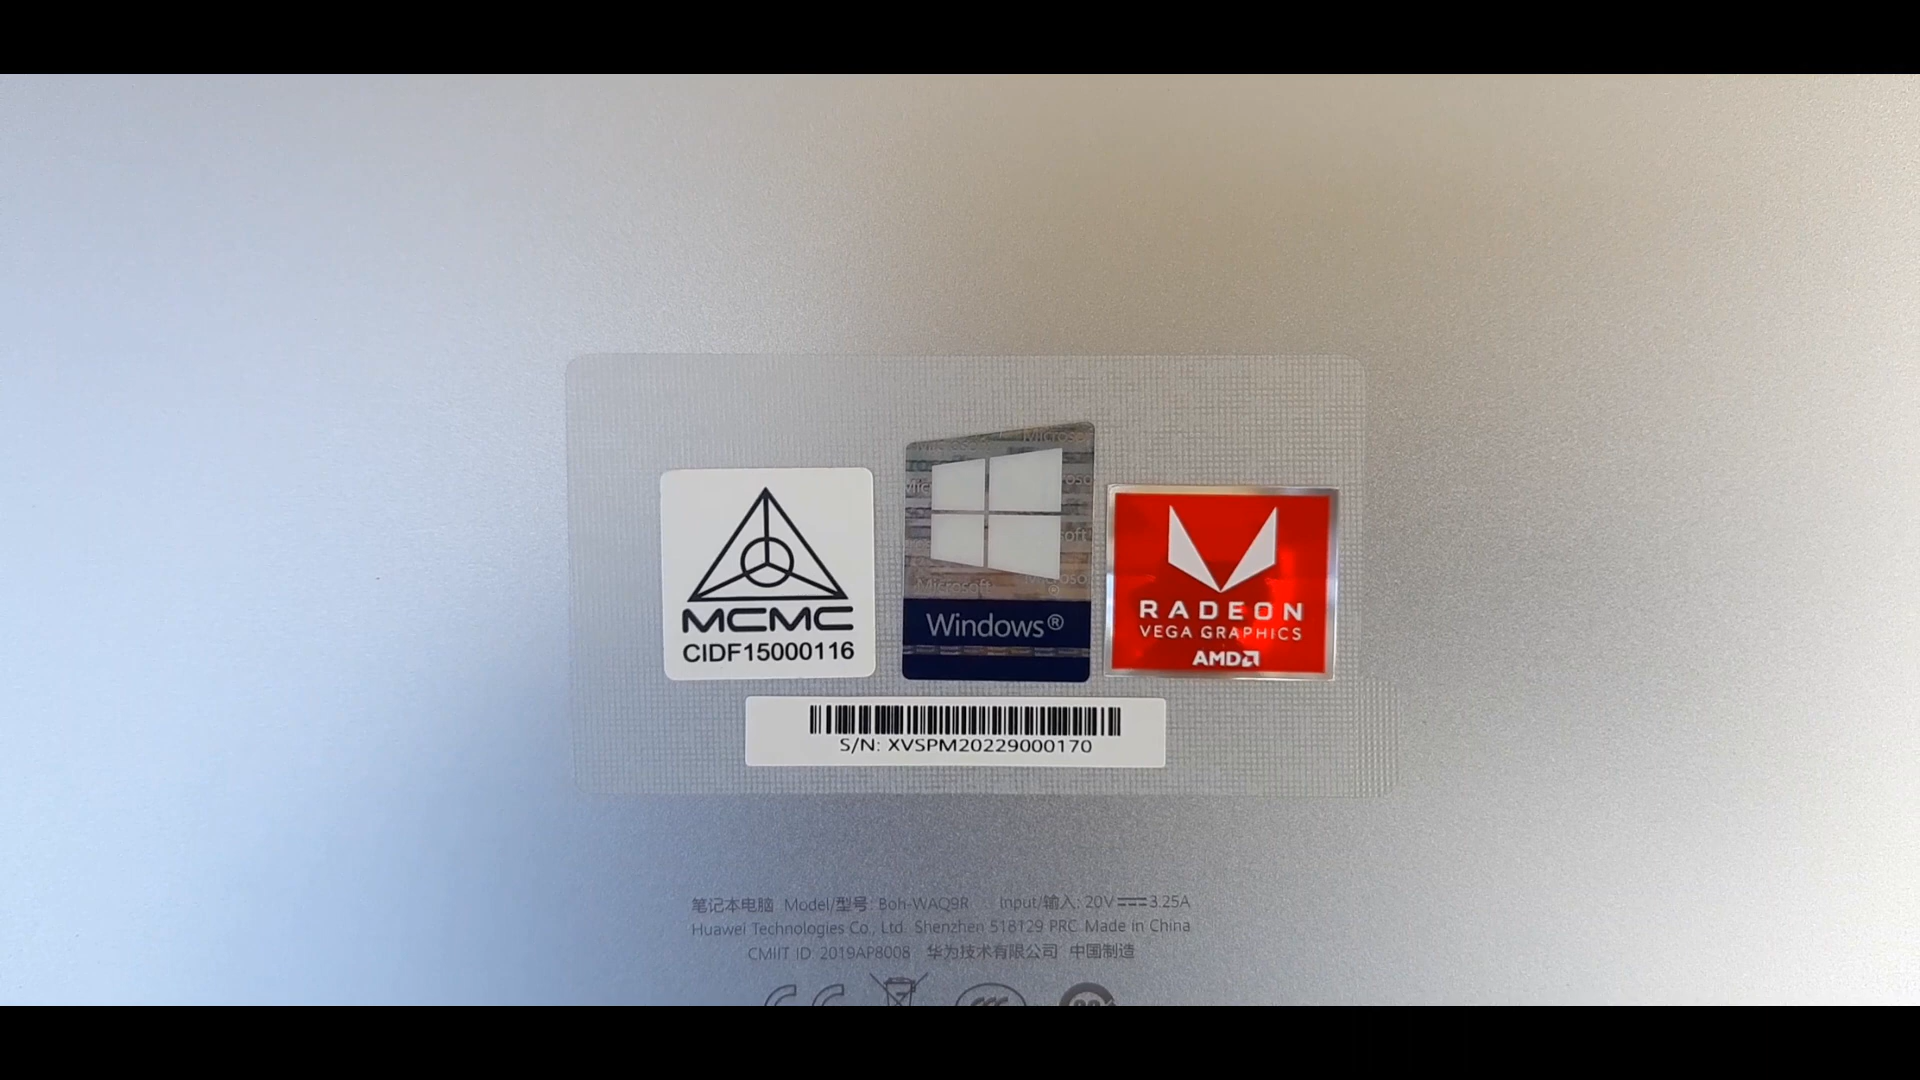 MCMC
CIDF15000116
Microsoft
Windows®
RADEON
VEGA GRAPHICS
AMD
S/N: XVSPM20229000170
笔记本电脑 Model/型号: Boh-WAQ9R Input/输入: 20V 3.25A
Huawei Technologies Co., Ltd. Shenzhen 518129 PRC Made in China
CMIIT ID: 2019AP8008 华为技术有限公司 中国制造